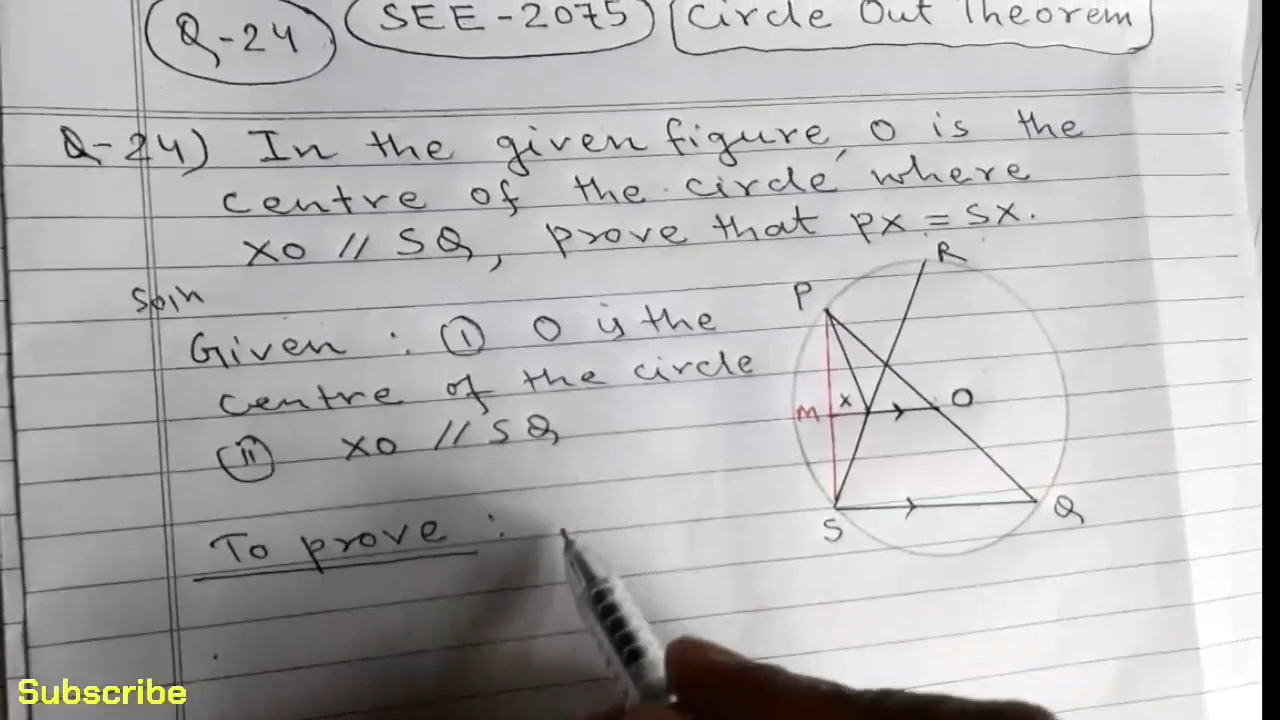 Q-24
SEE-2075
Circle Out Theorem
Q-24) In the given figure, O is the
centre of the circle where
XO // SQ, prove that PX = SX.
Soln
Given : (i) O is the
centre of the circle
(ii) XO // SQ
To prove :
R
P
M
X
O
S
Q
Subscribe